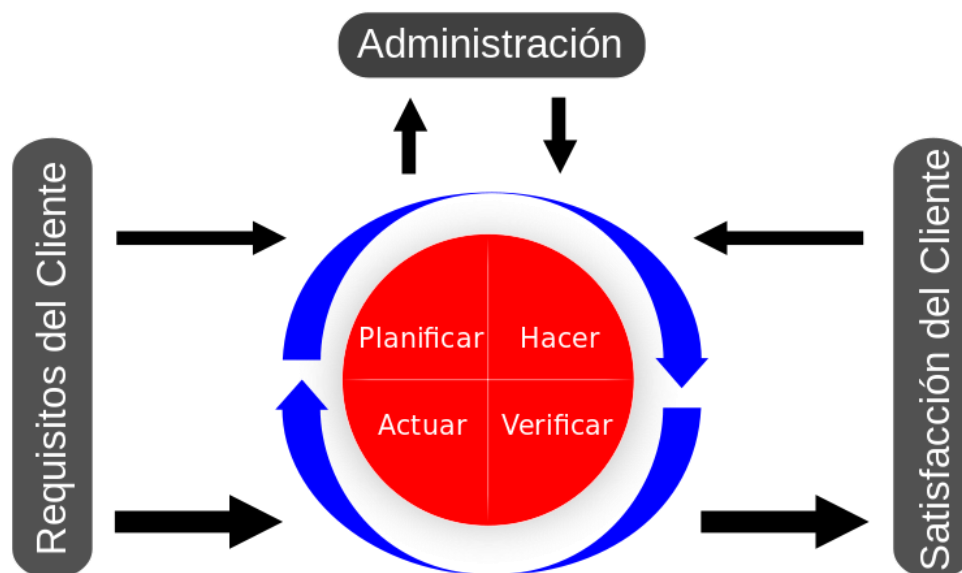 Administración
Requisitos del Cliente
Planificar
Hacer
Actuar
Verificar
Satisfacción del Cliente